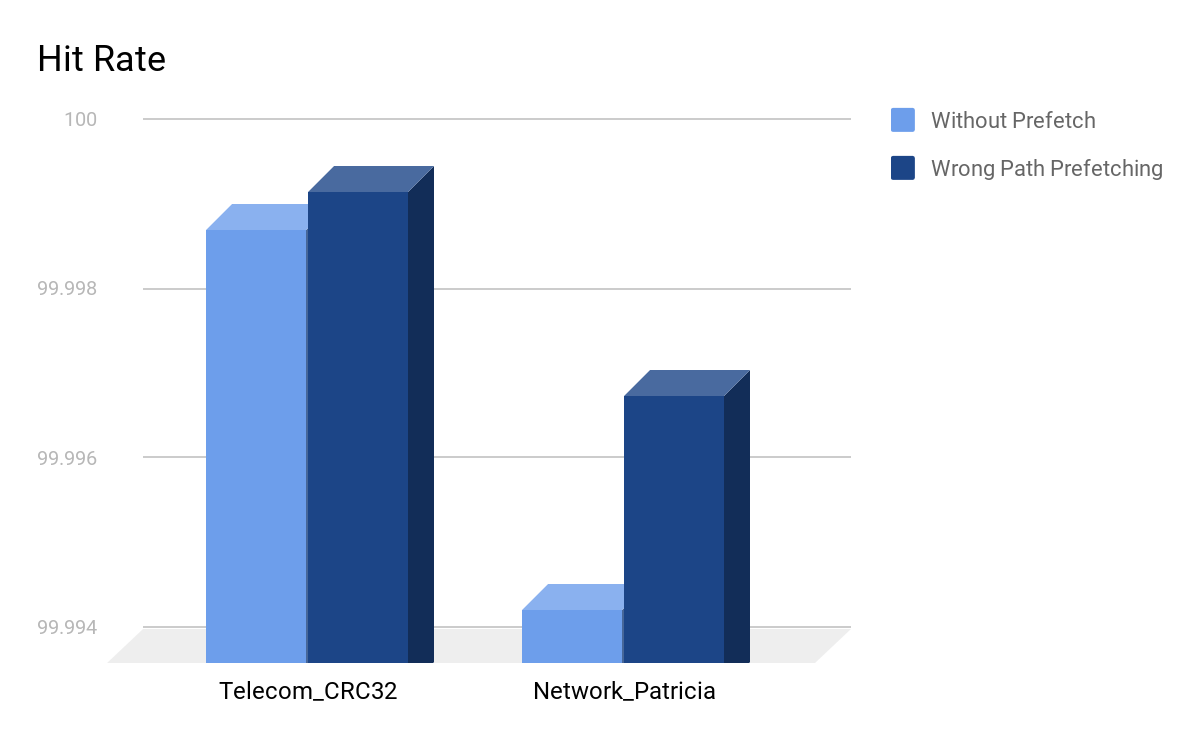 Hit Rate
100
Without Prefetch
Wrong Path Prefetching
99.998
99.996
99.994
Telecom_CRC32
Network_Patricia